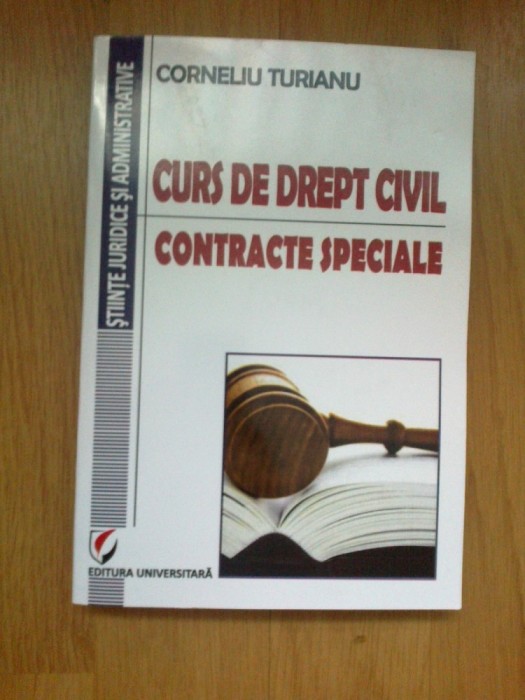 CORNELIU TURIANU
CURS DE DREPT CIVIL
CONTRACTE SPECIALE
ŞTIINŢE JURIDICE ŞI ADMINISTRATIVE
EDITURA UNIVERSITARĂ